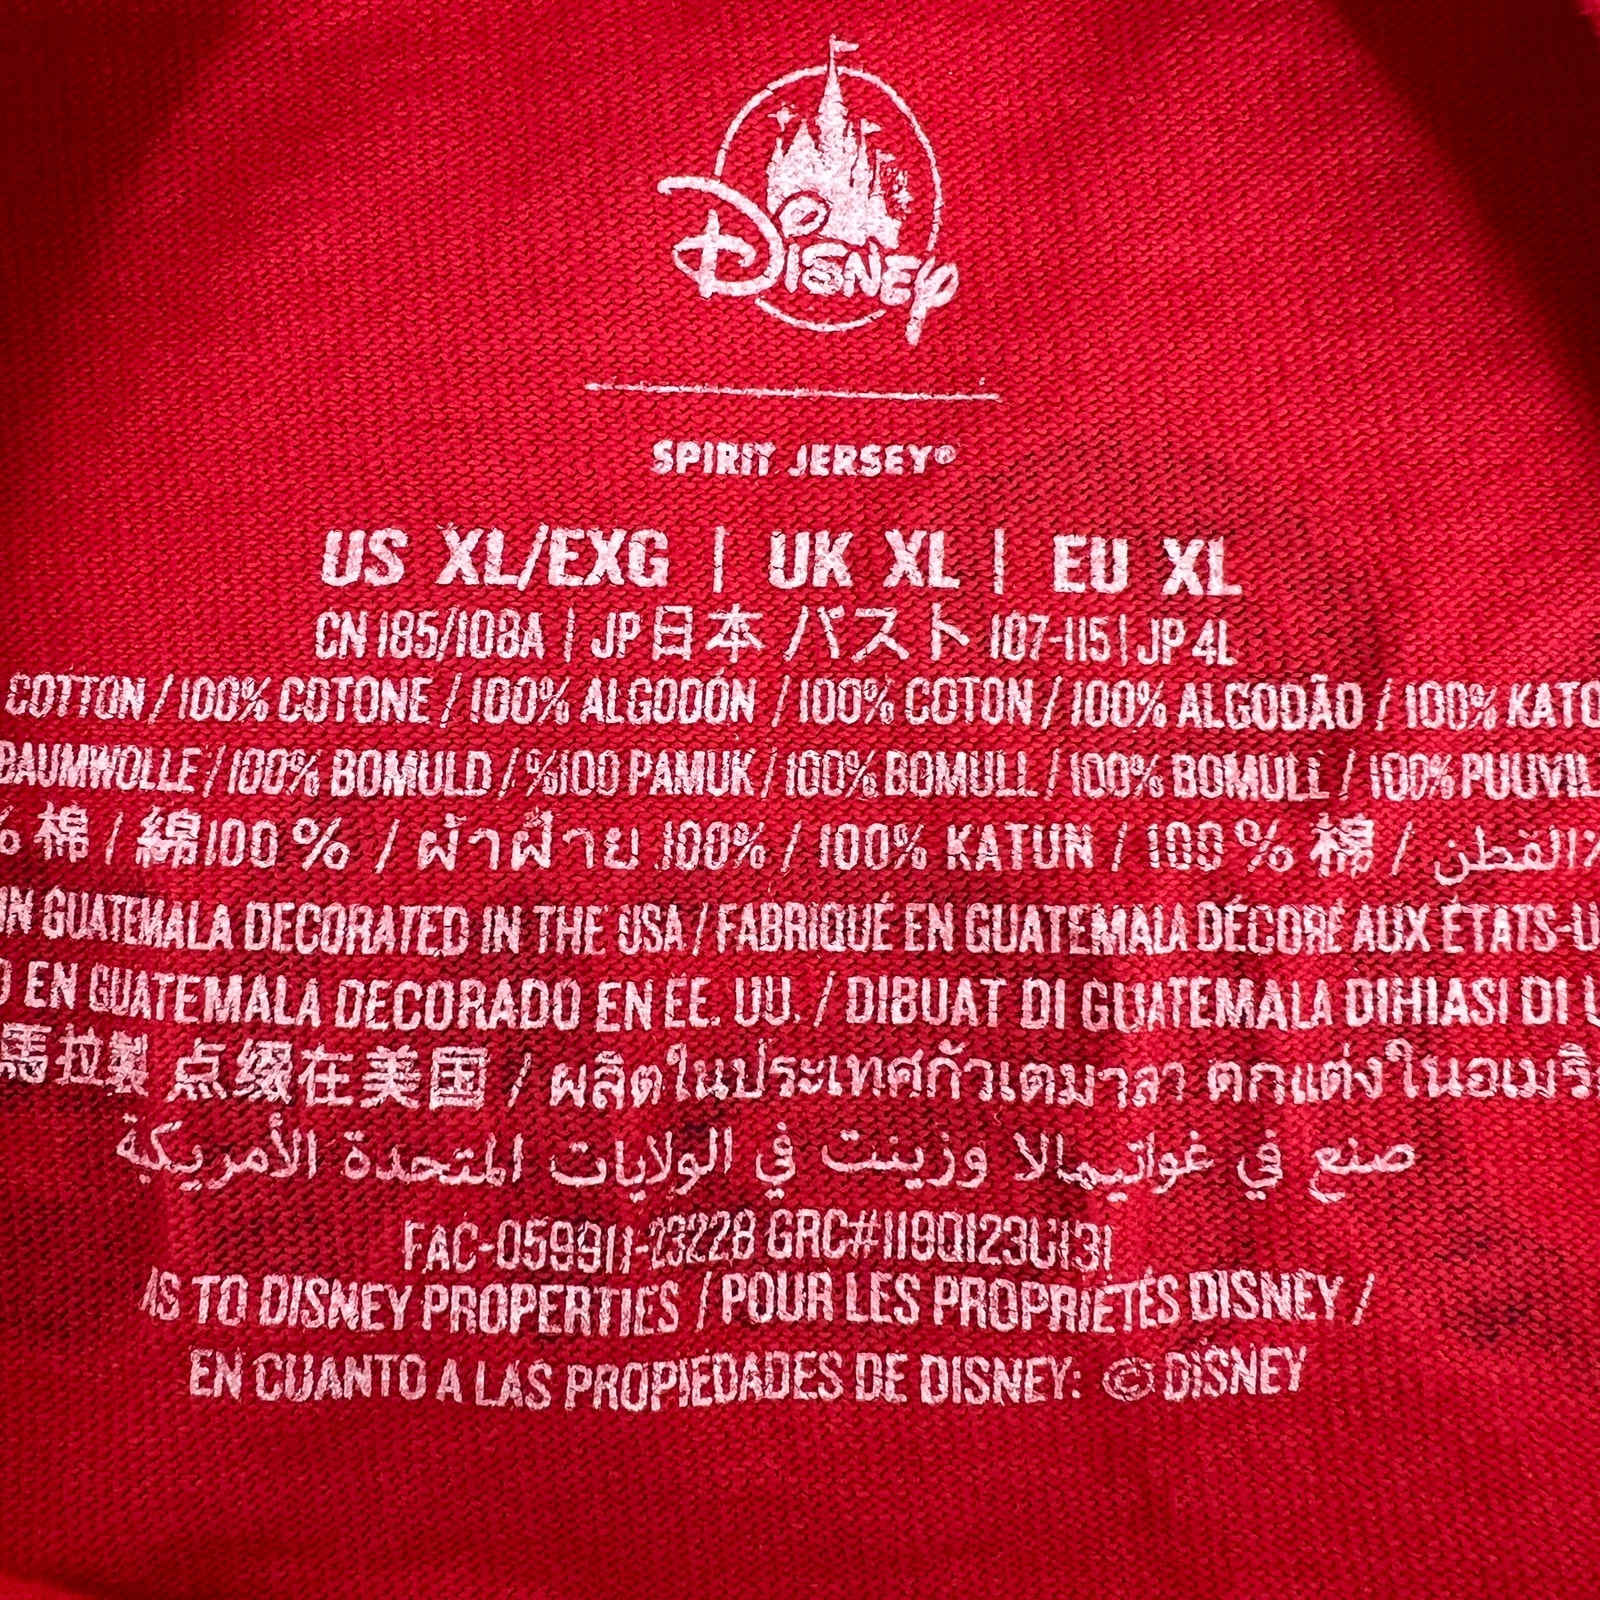 Disney
SPIRIT JERSEY®
US XL/EXG | UK XL | EU XL
CN 185/108A | JP日本 バスト 107-115 | JP 4L
COTTON / 100% COTONE / 100% ALGODÓN / 100% COTON / 100% ALGODÃO / 100% KATO
BAUMWOLLE / 100% BOMULD / %100 PAMUK / 100% BOMULL / 100% BOMULL / 100% PUUVIL
% 棉 / 綿100% / ผ้าฝ้าย 100% / 100% KATUN / 100% 棉 / القطن٪
IN GUATEMALA DECORATED IN THE USA / FABRIQUÉ EN GUATEMALA DÉCORÉ AUX ÉTATS-U
O EN GUATEMALA DECORADO EN EE. UU. / DIBUAT DI GUATEMALA DIHIASI DI U
馬拉製 点缀在美国 / ผลิตในประเทศกัวเตมาลา ตกแต่งในอเมริ
صنع في غواتيمالا وزينت في الولايات المتحدة الأمريكية
FAC-059911-23228
AS TO DISNEY PROPERTIES / POUR LES PROPRIÉTÉS DISNEY /
EN CUANTO A LAS PROPIEDADES DE DISNEY: © DISNEY